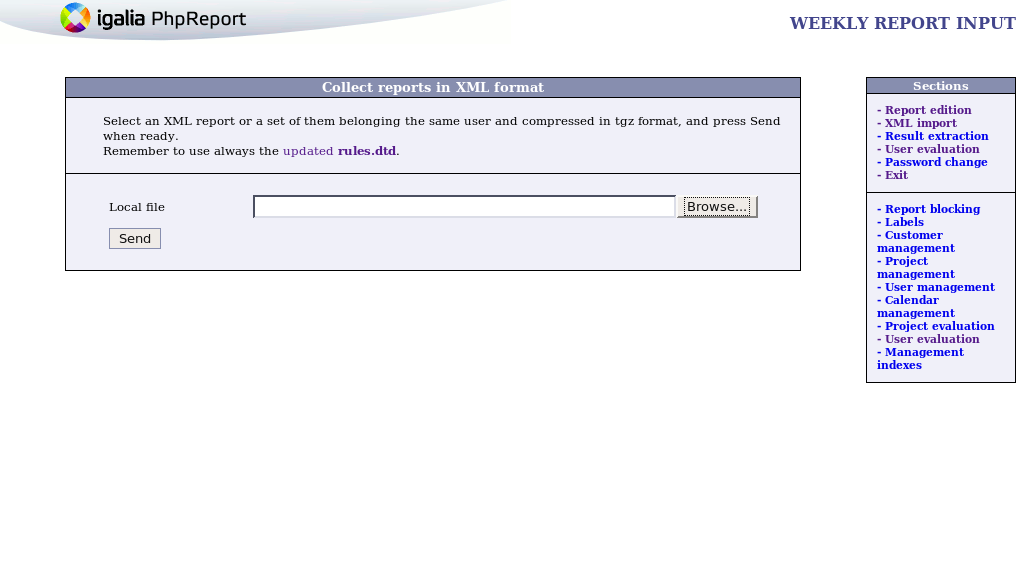 igalia PhpReport
WEEKLY REPORT INPUT
Collect reports in XML format
Select an XML report or a set of them belonging the same user and compressed in tgz format, and press Send
when ready.
Remember to use always the updated rules.dtd.
Local file
Browse...
Send
Sections
- Report edition
- XML import
- Result extraction
- User evaluation
- Password change
- Exit
- Report blocking
- Labels
- Customer
management
- Project
management
- User management
- Calendar
management
- Project evaluation
- User evaluation
- Management
indexes